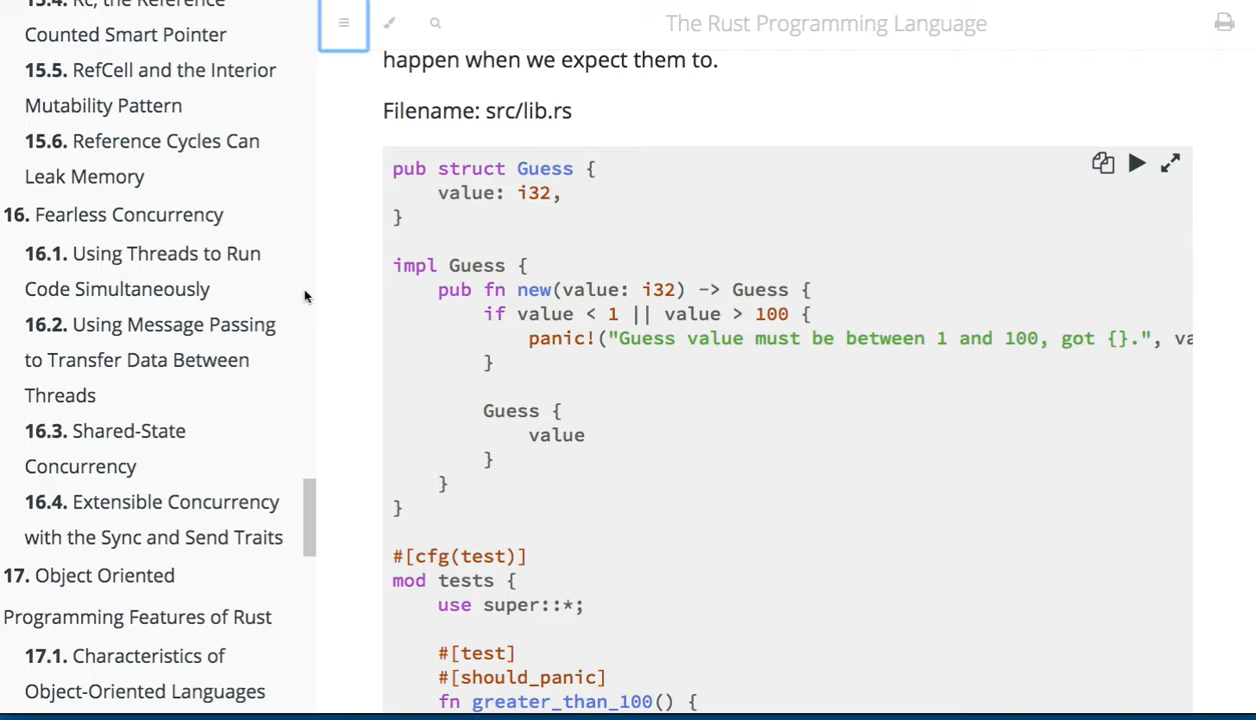 15.4. Rc, the Reference
Counted Smart Pointer
15.5. RefCell and the Interior
Mutability Pattern
15.6. Reference Cycles Can
Leak Memory
16. Fearless Concurrency
16.1. Using Threads to Run
Code Simultaneously
16.2. Using Message Passing
to Transfer Data Between
Threads
16.3. Shared-State
Concurrency
16.4. Extensible Concurrency
with the Sync and Send Traits
17. Object Oriented
Programming Features of Rust
17.1. Characteristics of
Object-Oriented Languages
The Rust Programming Language
happen when we expect them to.
Filename: src/lib.rs
pub struct Guess {
    value: i32,
}
impl Guess {
    pub fn new(value: i32) -> Guess {
        if value < 1 || value > 100 {
            panic!("Guess value must be between 1 and 100, got {}.", va
        }
        Guess {
            value
        }
    }
}
#[cfg(test)]
mod tests {
    use super::*;
    #[test]
    #[should_panic]
    fn greater_than_100() {